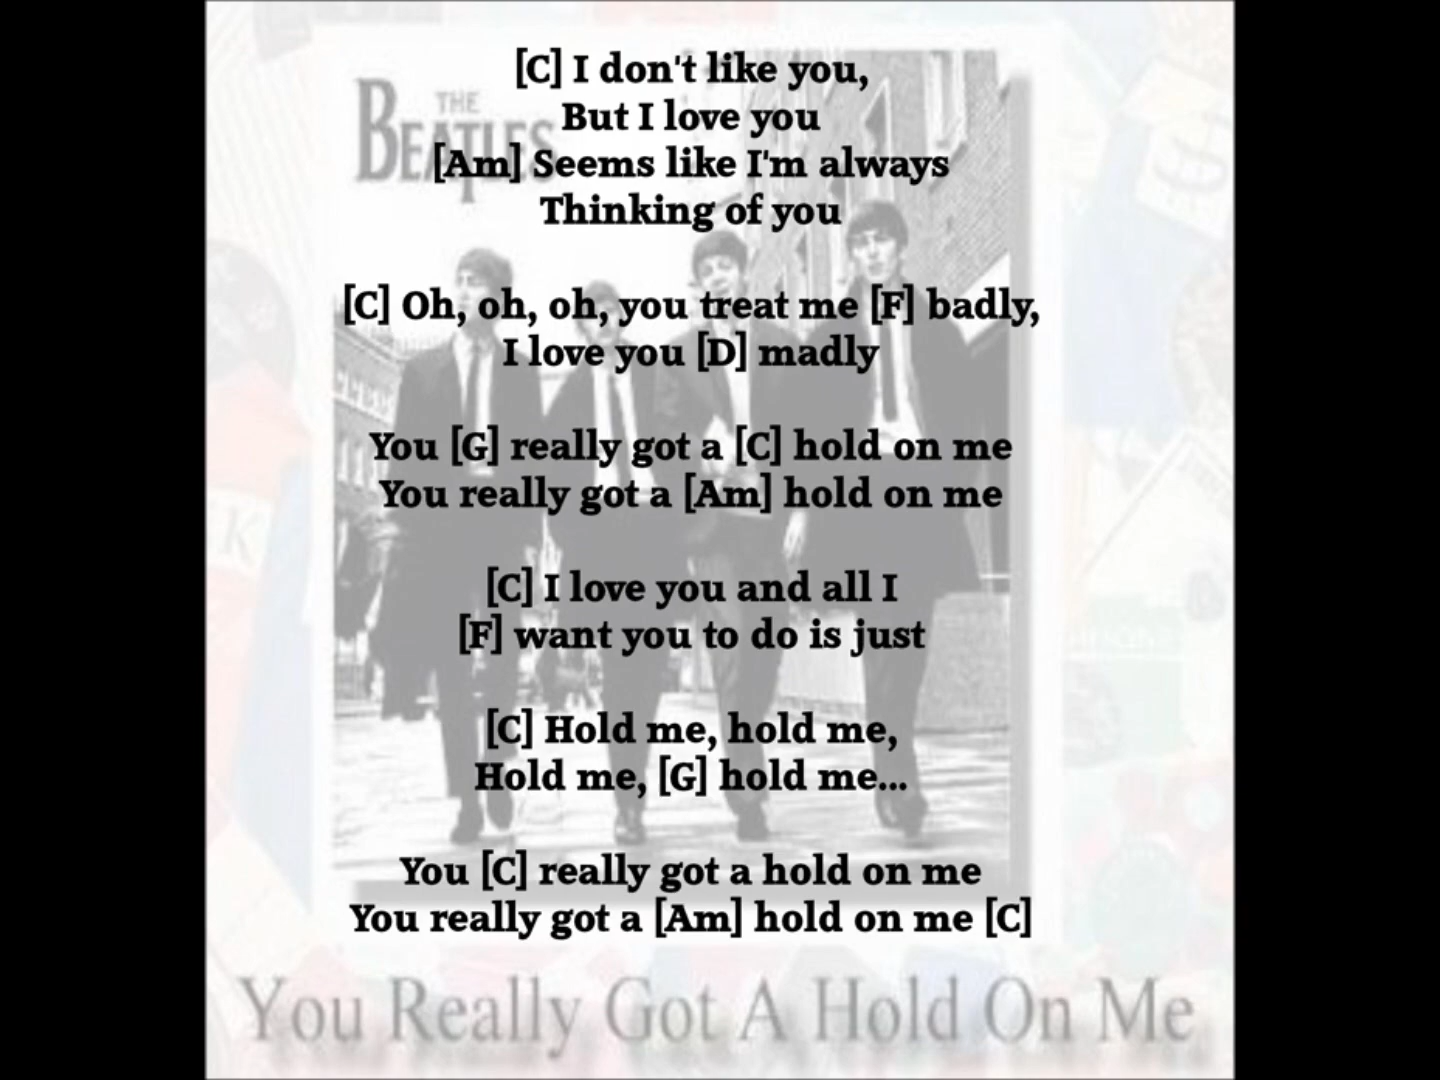 THE
BEATLES
[C] I don't like you,
But I love you
[Am] Seems like I'm always
Thinking of you
[C] Oh, oh, oh, you treat me [F] badly,
I love you [D] madly
You [G] really got a [C] hold on me
You really got a [Am] hold on me
[C] I love you and all I
[F] want you to do is just
[C] Hold me, hold me,
Hold me, [G] hold me...
You [C] really got a hold on me
You really got a [Am] hold on me [C]
You Really Got A Hold On Me